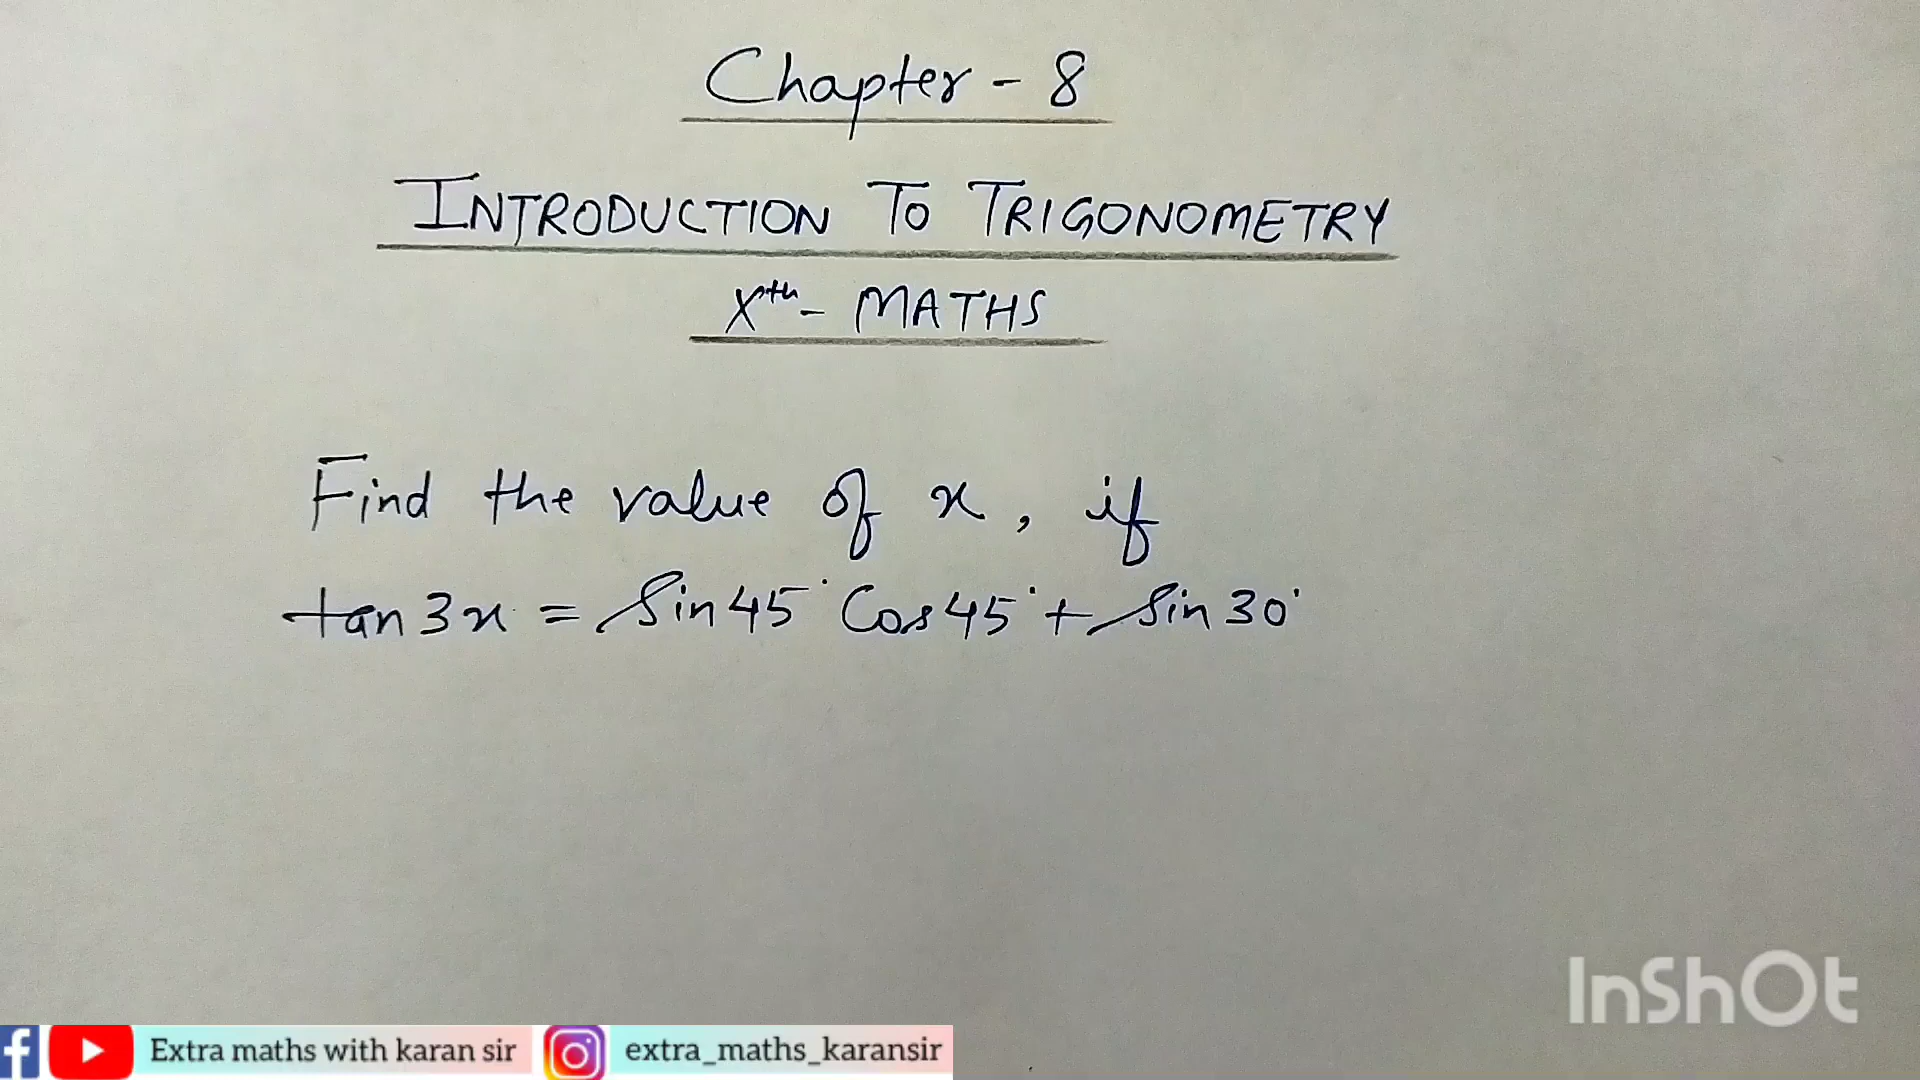 Chapter - 8
INTRODUCTION TO TRIGONOMETRY
Xth - MATHS
Find the value of x, if
tan 3x = Sin 45° Cos 45° + Sin 30°
InShOt
f Extra maths with karan sir extra_maths_karansir